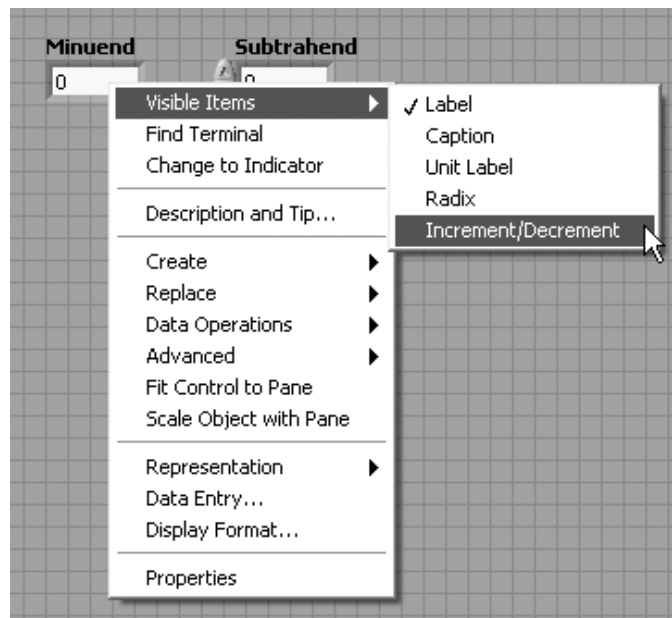 Minuend Subtrahend
0 0
Visible Items
Find Terminal
Change to Indicator
Description and Tip...
Create
Replace
Data Operations
Advanced
Fit Control to Pane
Scale Object with Pane
Representation
Data Entry...
Display Format...
Properties
Label
Caption
Unit Label
Radix
Increment/Decrement